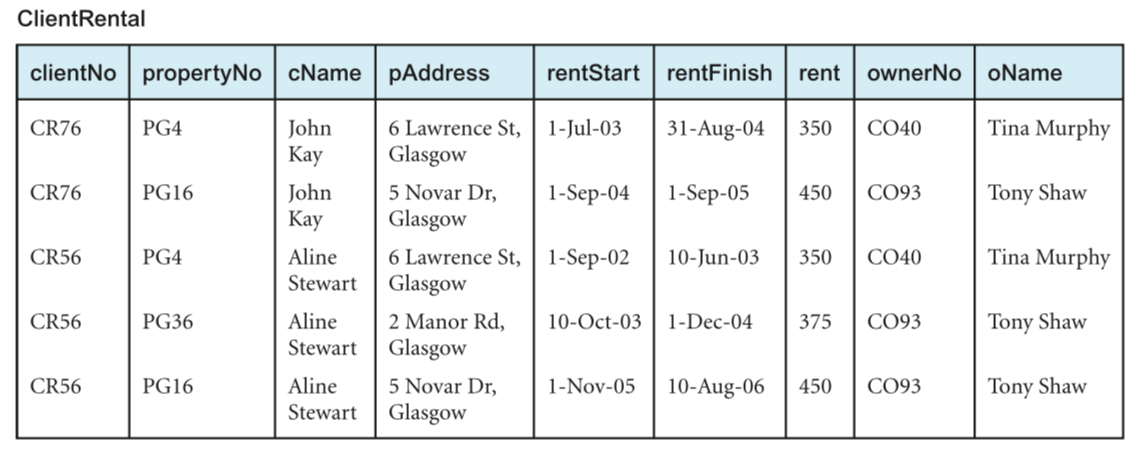 ClientRental
clientNo propertyNo cName pAddress rentStart rentFinish rent ownerNo oName
CR76 PG4 John 6 Lawrence St, 1-Jul-03 31-Aug-04 350 CO40 Tina Murphy
Kay Glasgow
CR76 PG16 John 5 Novar Dr, 1-Sep-04 1-Sep-05 450 CO93 Tony Shaw
Kay Glasgow
CR56 PG4 Aline 6 Lawrence St, 1-Sep-02 10-Jun-03 350 CO40 Tina Murphy
Stewart Glasgow
CR56 PG36 Aline 2 Manor Rd, 10-Oct-03 1-Dec-04 375 CO93 Tony Shaw
Stewart Glasgow
CR56 PG16 Aline 5 Novar Dr, 1-Nov-05 10-Aug-06 450 CO93 Tony Shaw
Stewart Glasgow